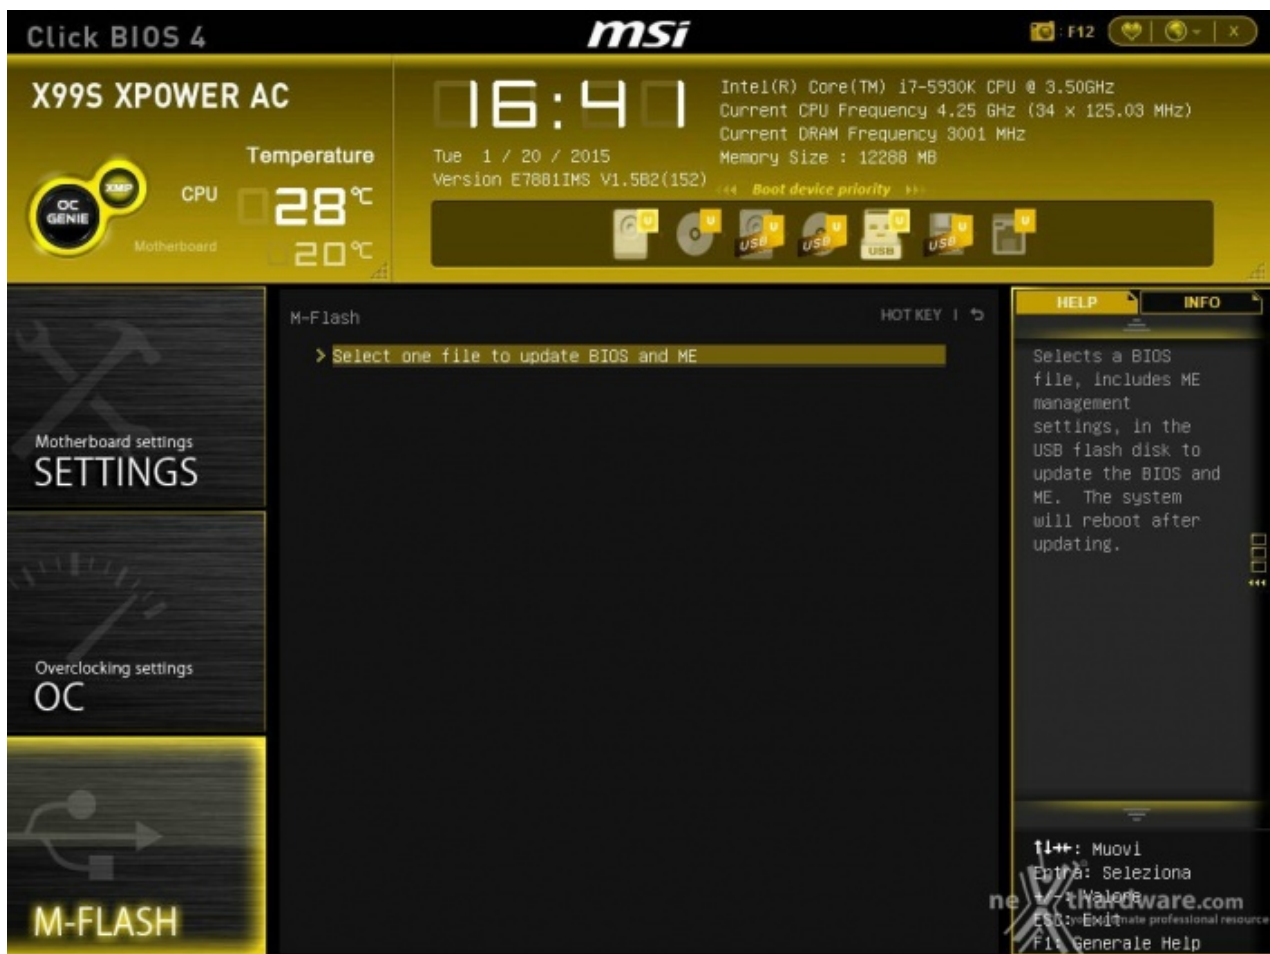 Click BIOS 4
msi
: F12
X
X99S XPOWER AC
OC
GENIE
XMP
Temperature
CPU
28°C
Motherboard
20°C
16:41
Tue 1 / 20 / 2015
Version E7881IMS V1.5B2(152)
Intel(R) Core(TM) i7-5930K CPU @ 3.50GHz
Current CPU Frequency 4.25 GHz (34 x 125.03 MHz)
Current DRAM Frequency 3001 MHz
Memory Size : 12288 MB
Boot device priority
U
U
USB U
USB U
USB U
USB U
U
Motherboard settings
SETTINGS
Overclocking settings
OC
M-FLASH
M-Flash
HOT KEY |
> Select one file to update BIOS and ME
HELP
INFO
Selects a BIOS
file, includes ME
management
settings, in the
USB flash disk to
update the BIOS and
ME. The system
will reboot after
updating.
: Muovi
Entra: Seleziona
+/-: Valore
ESC: Exit
F1: Generale Help
nexthardware.com
your ultimate professional resource